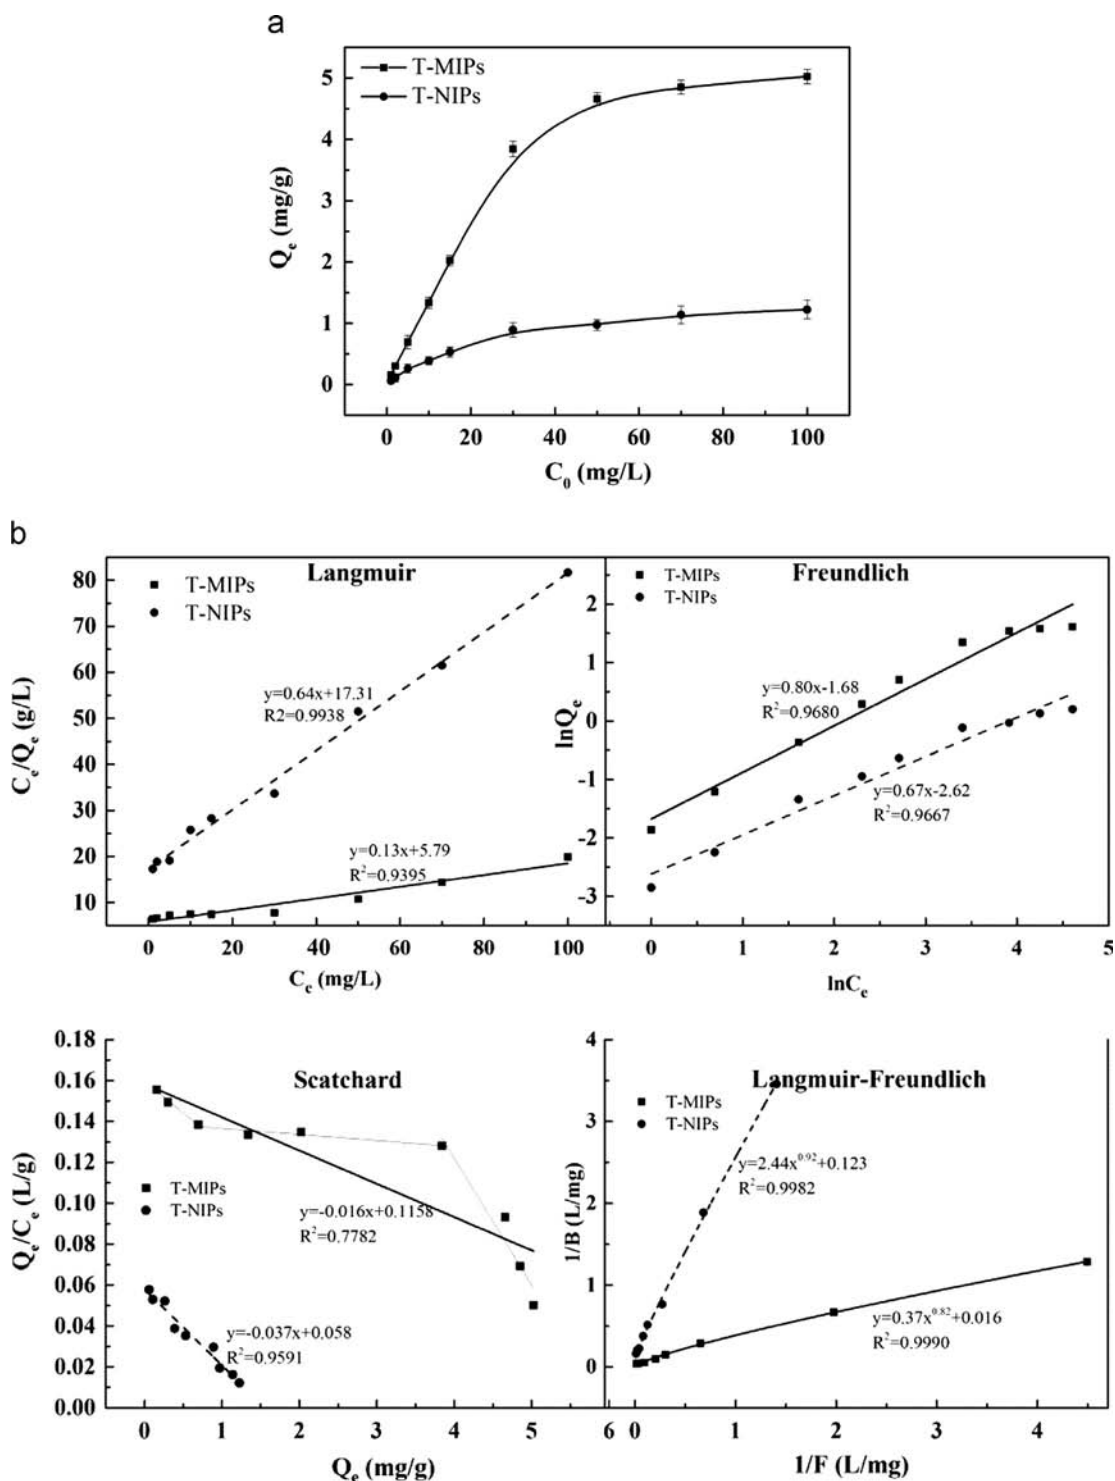 a
T-MIPs
T-NIPs
5
4
3
2
1
0
Qe (mg/g)
0 20 40 60 80 100
C0 (mg/L)
b
Langmuir
T-MIPs
T-NIPs
80
70
60
50
40
30
20
10
Ce/Qe (g/L)
y=0.64x+17.31
R2=0.9938
y=0.13x+5.79
R²=0.9395
0 20 40 60 80 100
Ce (mg/L)
Freundlich
T-MIPs
T-NIPs
2
1
0
-1
-2
-3
lnQe
y=0.80x-1.68
R²=0.9680
y=0.67x-2.62
R²=0.9667
0 1 2 3 4 5
lnCe
Scatchard
0.18
0.16
0.14
0.12
0.10
0.08
0.06
0.04
0.02
0.00
Qe/Ce (L/g)
T-MIPs
T-NIPs
y=-0.016x+0.1158
R²=0.7782
y=-0.037x+0.058
R²=0.9591
0 1 2 3 4 5 6
Qe (mg/g)
Langmuir-Freundlich
T-MIPs
T-NIPs
4
3
2
1
0
1/B (L/mg)
y=2.44x^0.92+0.123
R²=0.9982
y=0.37x^0.82+0.016
R²=0.9990
0 1 2 3 4
1/F (L/mg)